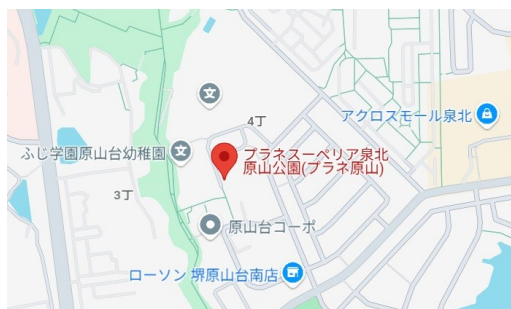 文
4丁
アクロスモール泉北
ふじ学園原山台幼稚園
文
プラネスーペリア泉北
原山公園(プラネ原山)
3丁
原山台コーポ
ローソン 堺原山台南店